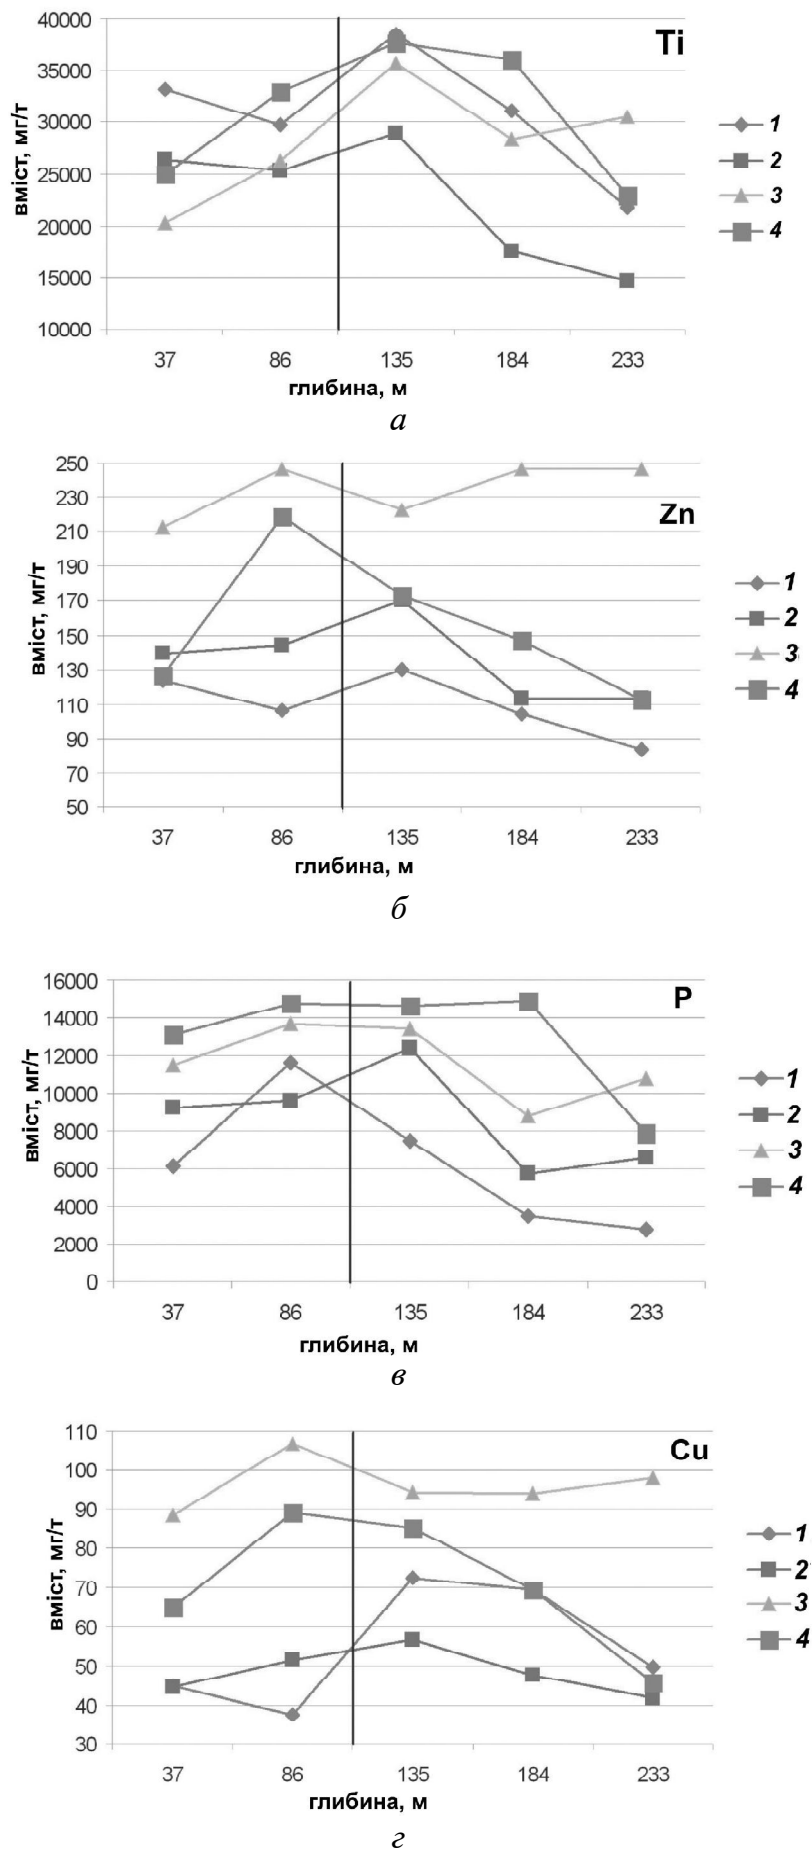 Ti
40000
35000
30000
25000
20000
15000
10000
вміст, мг/т
37 86 135 184 233
глибина, м
1
2
3
4
а
Zn
250
230
210
190
170
150
130
110
90
70
50
вміст, мг/т
37 86 135 184 233
глибина, м
1
2
3
4
б
P
16000
14000
12000
10000
8000
6000
4000
2000
0
вміст, мг/т
37 86 135 184 233
глибина, м
1
2
3
4
в
Cu
110
100
90
80
70
60
50
40
30
вміст, мг/т
37 86 135 184 233
глибина, м
1
2
3
4
г